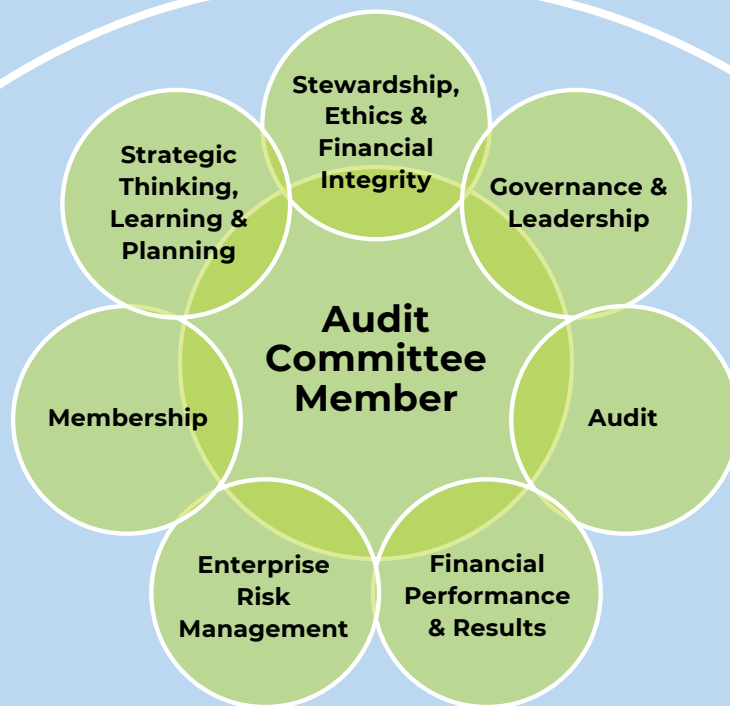 Stewardship,
Ethics &
Financial
Integrity
Governance &
Leadership
Audit
Financial
Performance
& Results
Enterprise
Risk
Management
Membership
Strategic
Thinking,
Learning &
Planning
Audit
Committee
Member